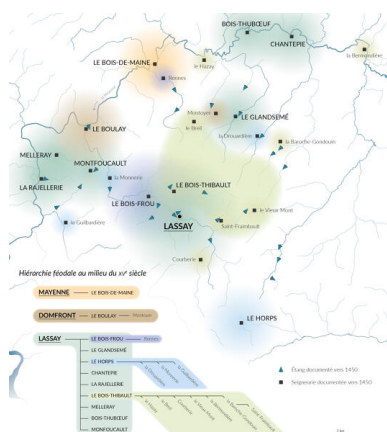 BOIS-THUBŒUF
CHANTEPIE
la Bermondière
LE BOIS-DE-MAINE
le Hazay
Rennes
Montoyer
LE GLANDSEMÉ
LE BOULAY
le Breil
la Drouardière
la Baroche-Gondouin
MELLERAY
MONTFOUCAULT
la Monnerie
LA RAJELLERIE
LE BOIS-THIBAULT
LE BOIS-FROU
le Vieux Mont
la Guilbardière
LASSAY
Saint-Fraimbault
Courberie
Hiérarchie féodale au milieu du XVe siècle
MAYENNE LE BOIS-DE-MAINE
LE HORPS
DOMFRONT LE BOULAY Montoyer
LASSAY LE BOIS-FROU Rennes
LE GLANDSEMÉ
LE HORPS
CHANTEPIE
LA RAJELLERIE
LE BOIS-THIBAULT
MELLERAY
BOIS-THUBŒUF
MONFOUCAULT
Étang documenté vers 1450
Seigneurie documentée vers 1450